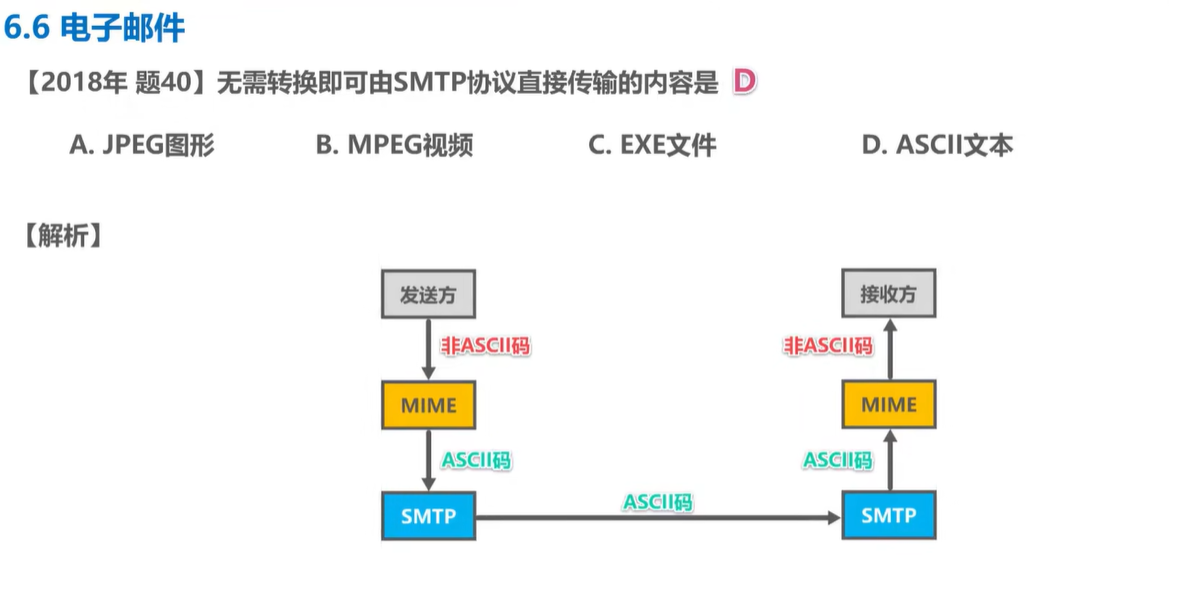 6.6 电子邮件
【2018年 题40】无需转换即可由SMTP协议直接传输的内容是 D
A. JPEG图形 B. MPEG视频 C. EXE文件 D. ASCII文本
【解析】
发送方 接收方
非ASCII码 非ASCII码
MIME MIME
ASCII码 ASCII码
ASCII码
SMTP SMTP